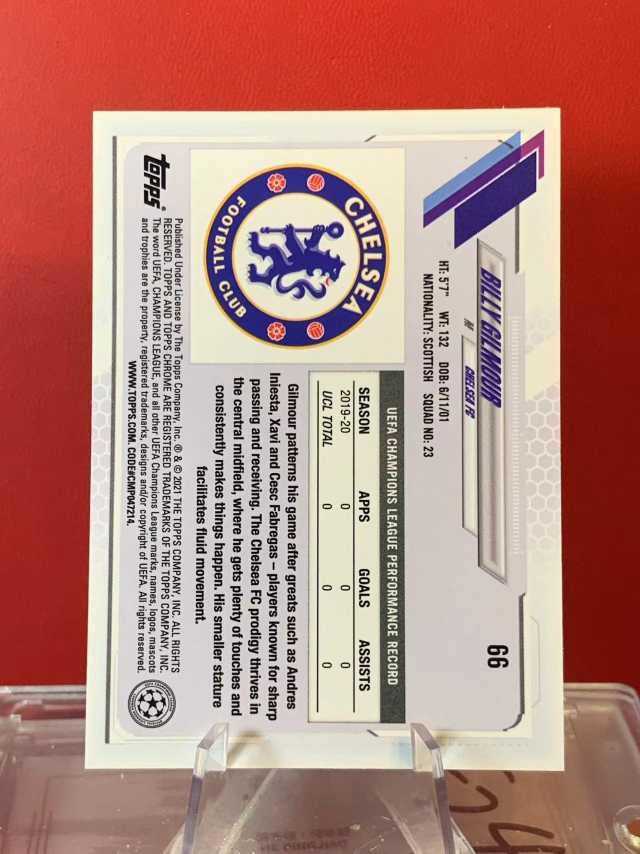 66
BILLY GILMOUR
M CHELSEA FC
HT: 5'7" WT: 132 DOB: 6/11/01
NATIONALITY: SCOTTISH SQUAD NO: 23
UEFA CHAMPIONS LEAGUE PERFORMANCE RECORD
SEASON APPS GOALS ASSISTS
2019-20 0 0 0
UCL TOTAL 0 0 0
CHELSEA
FOOTBALL CLUB
Gilmour patterns his game after greats such as Andres
Iniesta, Xavi and Cesc Fabregas – players known for sharp
passing and receiving. The Chelsea FC prodigy thrives in
the central midfield, where he gets plenty of touches and
consistently makes things happen. His smaller stature
facilitates fluid movement.
topps®
Published Under License by The Topps Company, Inc. ® & © 2021 THE TOPPS COMPANY, INC. ALL RIGHTS
RESERVED. TOPPS AND TOPPS CHROME ARE REGISTERED TRADEMARKS OF THE TOPPS COMPANY, INC.
The word UEFA, CHAMPIONS LEAGUE, and all other UEFA Champions League marks, names, logos, mascots
and trophies are the property, registered trademarks, designs and/or copyright of UEFA. All rights reserved.
WWW.TOPPS.COM. CODE#CMP047214.